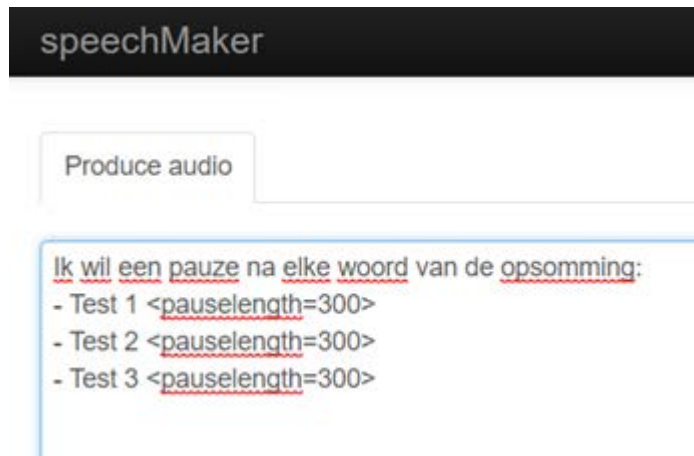 speechMaker
Produce audio
Ik wil een pauze na elke woord van de opsomming:
- Test 1 <pauselength=300>
- Test 2 <pauselength=300>
- Test 3 <pauselength=300>